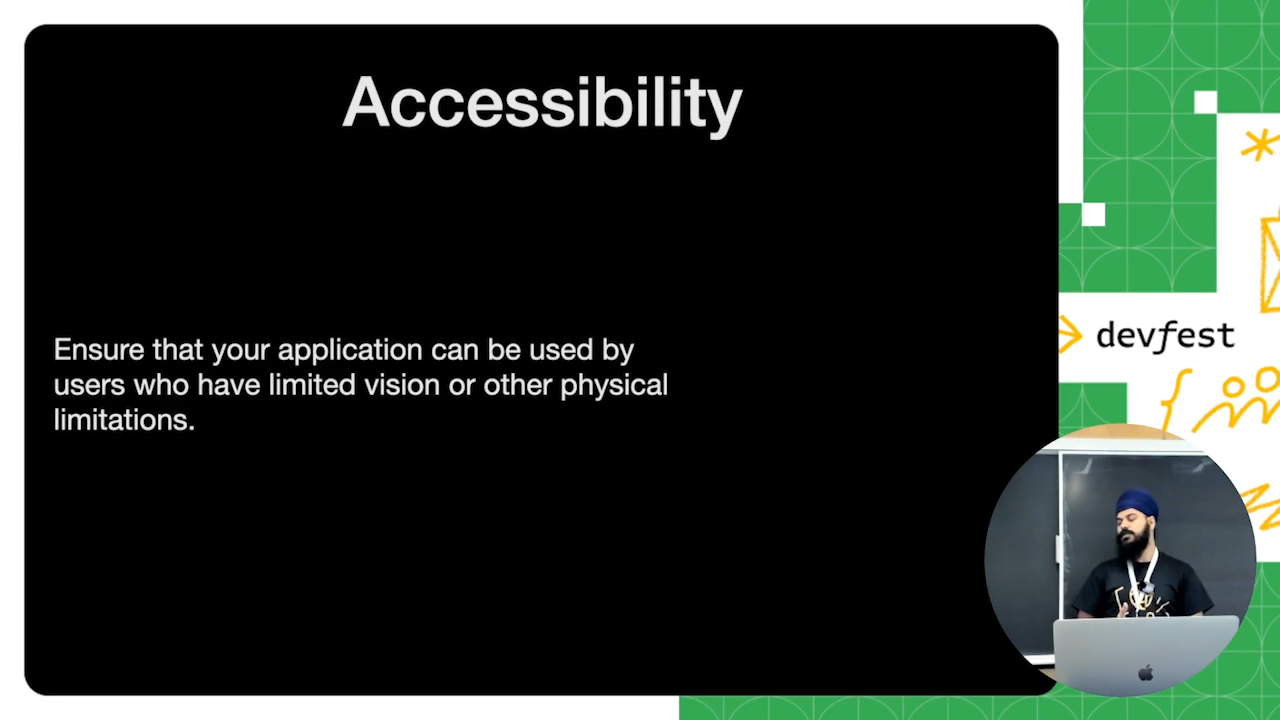 Accessibility
Ensure that your application can be used by
users who have limited vision or other physical
limitations.
devfest